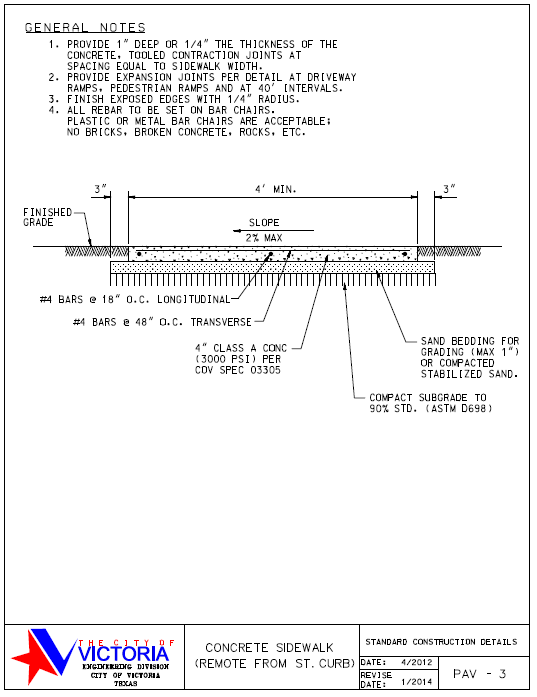 GENERAL NOTES
1. PROVIDE 1" DEEP OR 1/4" THE THICKNESS OF THE
CONCRETE, TOOLED CONTRACTION JOINTS AT
SPACING EQUAL TO SIDEWALK WIDTH.
2. PROVIDE EXPANSION JOINTS PER DETAIL AT DRIVEWAY
RAMPS, PEDESTRIAN RAMPS AND AT 40' INTERVALS.
3. FINISH EXPOSED EDGES WITH 1/4" RADIUS.
4. ALL REBAR TO BE SET ON BAR CHAIRS.
PLASTIC OR METAL BAR CHAIRS ARE ACCEPTABLE;
NO BRICKS, BROKEN CONCRETE, ROCKS, ETC.
3" 4' MIN. 3"
FINISHED
GRADE
SLOPE
2% MAX
#4 BARS @ 18" O.C. LONGITUDINAL
#4 BARS @ 48" O.C. TRANSVERSE
4" CLASS A CONC
(3000 PSI) PER
COV SPEC 03305
SAND BEDDING FOR
GRADING (MAX 1")
OR COMPACTED
STABILIZED SAND.
COMPACT SUBGRADE TO
90% STD. (ASTM D698)
THE CITY OF
VICTORIA
ENGINEERING DIVISION
CITY OF VICTORIA
TEXAS
CONCRETE SIDEWALK
(REMOTE FROM ST. CURB)
STANDARD CONSTRUCTION DETAILS
DATE: 4/2012
REVISE
DATE: 1/2014
PAV - 3